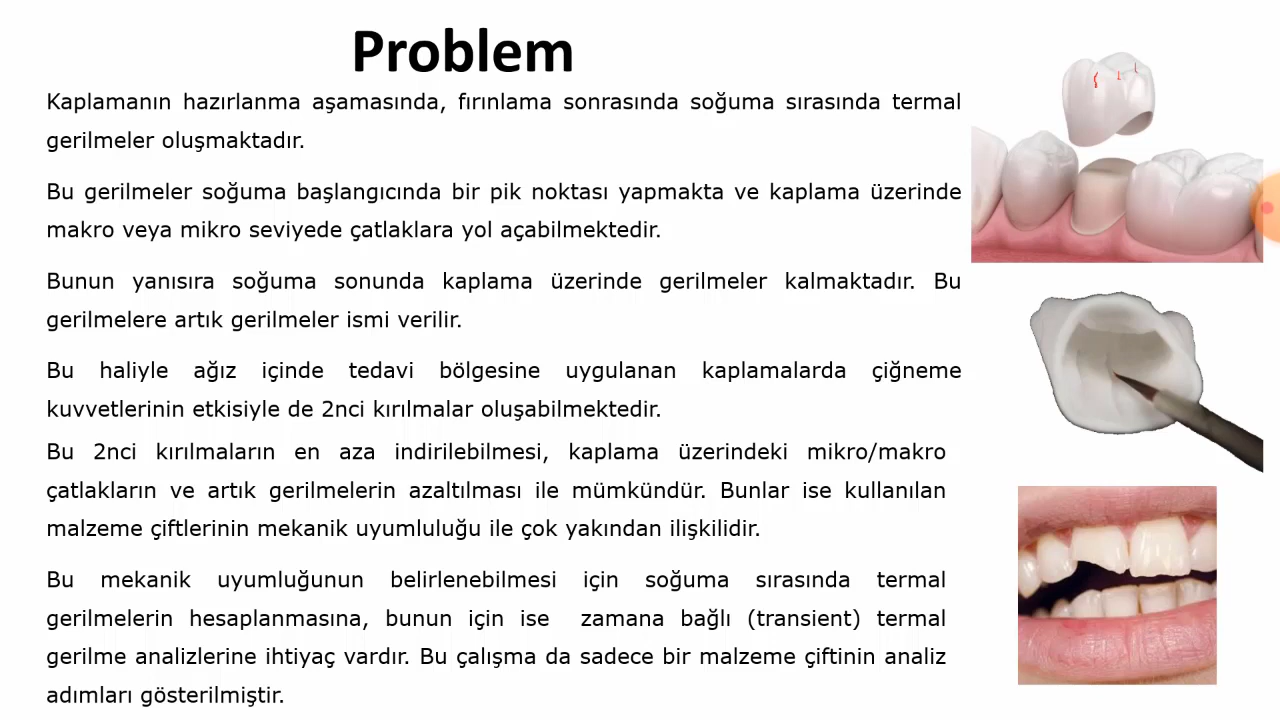 Problem
Kaplamanın hazırlanma aşamasında, fırınlama sonrasında soğuma sırasında termal
gerilmeler oluşmaktadır.
Bu gerilmeler soğuma başlangıcında bir pik noktası yapmakta ve kaplama üzerinde
makro veya mikro seviyede çatlaklara yol açabilmektedir.
Bunun yanısıra soğuma sonunda kaplama üzerinde gerilmeler kalmaktadır. Bu
gerilmelere artık gerilmeler ismi verilir.
Bu haliyle ağız içinde tedavi bölgesine uygulanan kaplamalarda çiğneme
kuvvetlerinin etkisiyle de 2nci kırılmalar oluşabilmektedir.
Bu 2nci kırılmaların en aza indirilebilmesi, kaplama üzerindeki mikro/makro
çatlakların ve artık gerilmelerin azaltılması ile mümkündür. Bunlar ise kullanılan
malzeme çiftlerinin mekanik uyumluluğu ile çok yakından ilişkilidir.
Bu mekanik uyumluğunun belirlenebilmesi için soğuma sırasında termal
gerilmelerin hesaplanmasına, bunun için ise zamana bağlı (transient) termal
gerilme analizlerine ihtiyaç vardır. Bu çalışma da sadece bir malzeme çiftinin analiz
adımları gösterilmiştir.